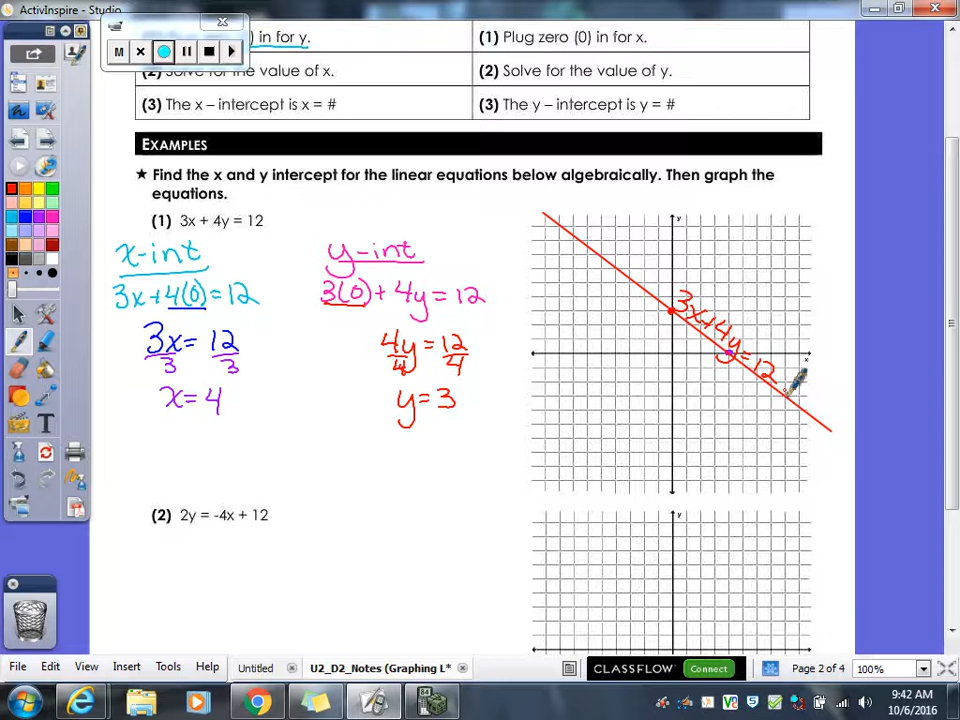 ActivInspire
in for y.
(1) Plug zero (0) in for x.
(2) Solve for the value of x.
(2) Solve for the value of y.
(3) The x – intercept is x = #
(3) The y – intercept is y = #
EXAMPLES
★ Find the x and y intercept for the linear equations below algebraically. Then graph the
equations.
(1) 3x + 4y = 12
x-int
y-int
3x+4(0)=12
3(0)+4y=12
3x=12
3 3
x=4
4y=12
4 4
y=3
y
3x+4y=12
x
(2) 2y = -4x + 12
y
File Edit View Insert Tools Help
Untitled
U2_D2_Notes (Graphing L*
CLASSFLOW Connect
Page 2 of 4
100%
9:42 AM
10/6/2016